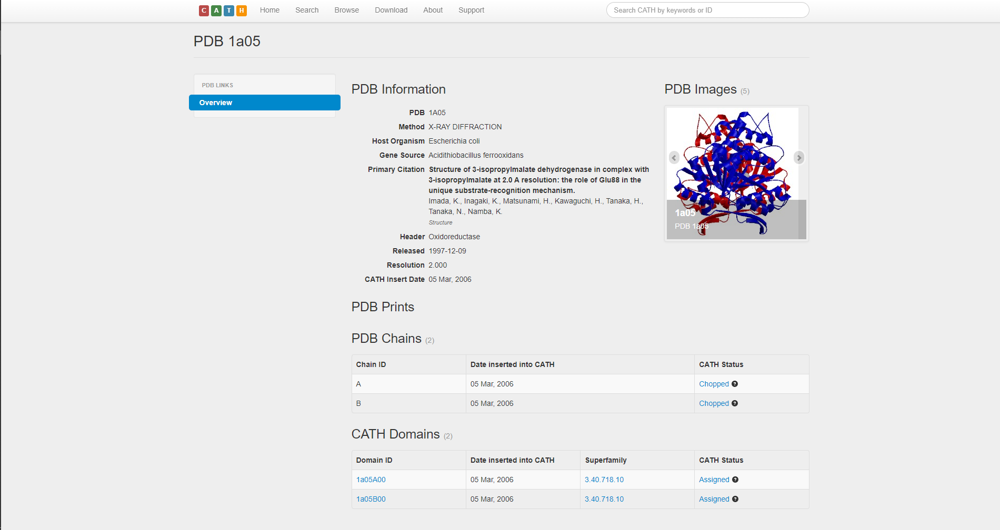 C A T H Home Search Browse Download About Support Search CATH by keywords or ID
PDB 1a05
PDB LINKS
Overview
PDB Information
PDB 1A05
Method X-RAY DIFFRACTION
Host Organism Escherichia coli
Gene Source Acidithiobacillus ferrooxidans
Primary Citation Structure of 3-isopropylmalate dehydrogenase in complex with
3-isopropylmalate at 2.0 A resolution: the role of Glu88 in the
unique substrate-recognition mechanism.
Imada, K., Inagaki, K., Matsunami, H., Kawaguchi, H., Tanaka, H.,
Tanaka, N., Namba, K.
Structure
Header Oxidoreductase
Released 1997-12-09
Resolution 2.000
CATH Insert Date 05 Mar, 2006
PDB Images (5)
1a05
PDB 1a05
PDB Prints
PDB Chains (2)
Chain ID Date inserted into CATH CATH Status
A 05 Mar, 2006 Chopped ?
B 05 Mar, 2006 Chopped ?
CATH Domains (2)
Domain ID Date inserted into CATH Superfamily CATH Status
1a05A00 05 Mar, 2006 3.40.718.10 Assigned ?
1a05B00 05 Mar, 2006 3.40.718.10 Assigned ?